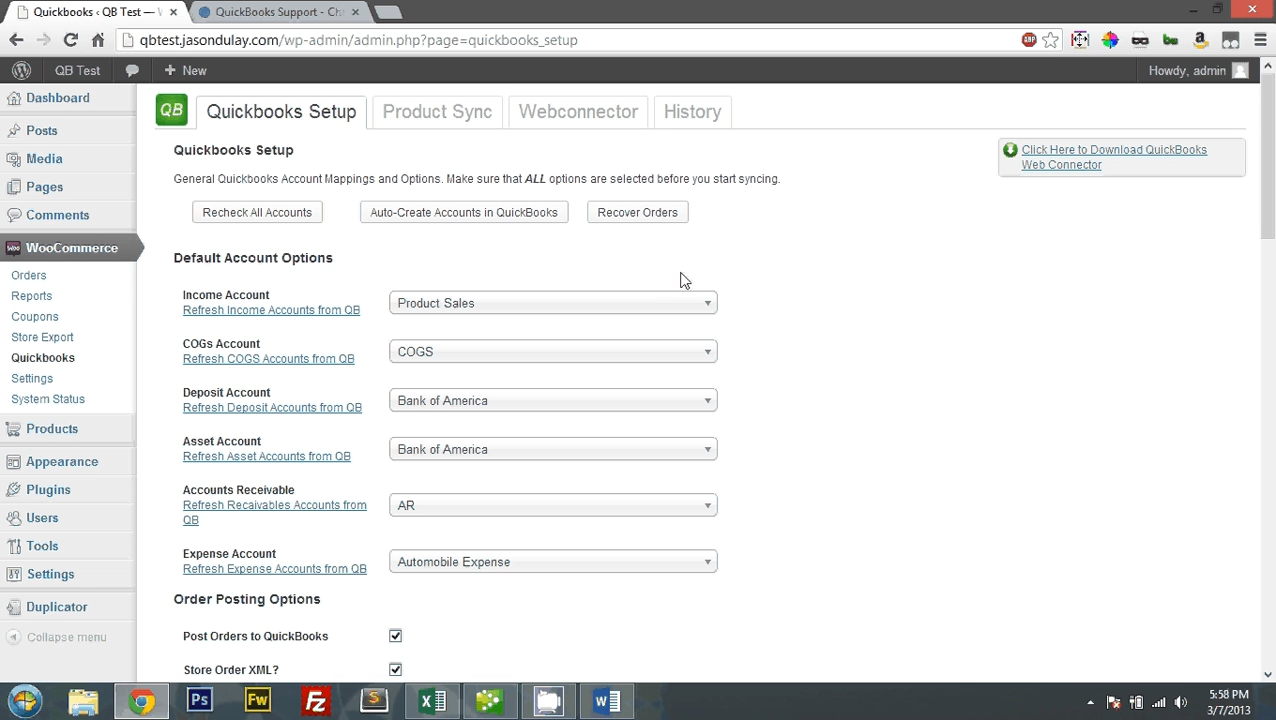 Quickbooks ‹ QB Test —
QuickBooks Support - Ch
qbtest.jasondulay.com/wp-admin/admin.php?page=quickbooks_setup
ABP
QB Test
New
Howdy, admin
Dashboard
Posts
Media
Pages
Comments
WooCommerce
Orders
Reports
Coupons
Store Export
Quickbooks
Settings
System Status
Products
Appearance
Plugins
Users
Tools
Settings
Duplicator
Collapse menu
QB
Quickbooks Setup
Product Sync
Webconnector
History
Quickbooks Setup
Click Here to Download QuickBooks
Web Connector
General Quickbooks Account Mappings and Options. Make sure that ALL options are selected before you start syncing.
Recheck All Accounts
Auto-Create Accounts in QuickBooks
Recover Orders
Default Account Options
Income Account
Refresh Income Accounts from QB
Product Sales
COGs Account
Refresh COGS Accounts from QB
COGS
Deposit Account
Refresh Deposit Accounts from QB
Bank of America
Asset Account
Refresh Asset Accounts from QB
Bank of America
Accounts Receivable
Refresh Recaivables Accounts from
QB
AR
Expense Account
Refresh Expense Accounts from QB
Automobile Expense
Order Posting Options
Post Orders to QuickBooks
Store Order XML?
Ps
Fw
Fz
S
X
W
5:58 PM
3/7/2013